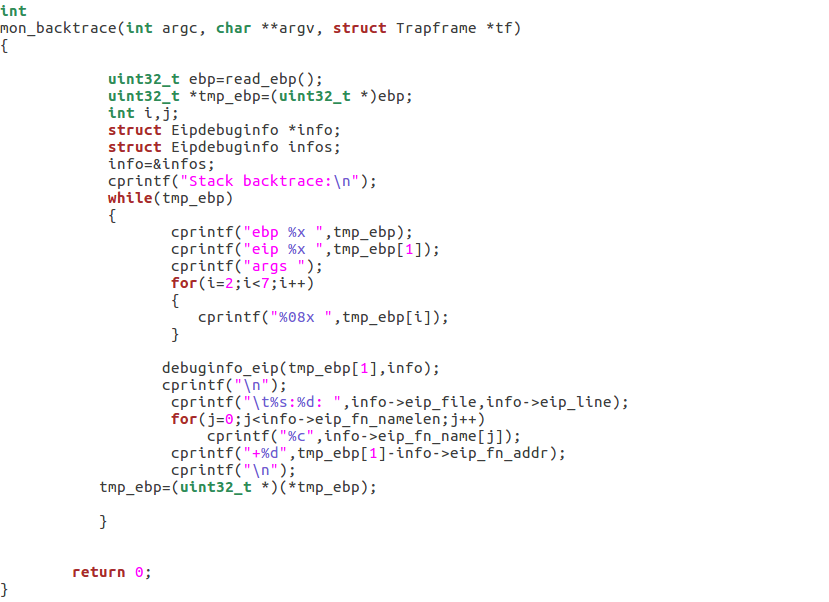 int
mon_backtrace(int argc, char **argv, struct Trapframe *tf)
{
uint32_t ebp=read_ebp();
uint32_t *tmp_ebp=(uint32_t *)ebp;
int i,j;
struct Eipdebuginfo *info;
struct Eipdebuginfo infos;
info=&infos;
cprintf("Stack backtrace:\n");
while(tmp_ebp)
{
cprintf("ebp %x ",tmp_ebp);
cprintf("eip %x ",tmp_ebp[1]);
cprintf("args ");
for(i=2;i<7;i++)
{
cprintf("%08x ",tmp_ebp[i]);
}
debuginfo_eip(tmp_ebp[1],info);
cprintf("\n");
cprintf("\t%s:%d: ",info->eip_file,info->eip_line);
for(j=0;j<info->eip_fn_namelen;j++)
cprintf("%c",info->eip_fn_name[j]);
cprintf("+%d",tmp_ebp[1]-info->eip_fn_addr);
cprintf("\n");
tmp_ebp=(uint32_t *)(*tmp_ebp);
}
return 0;
}